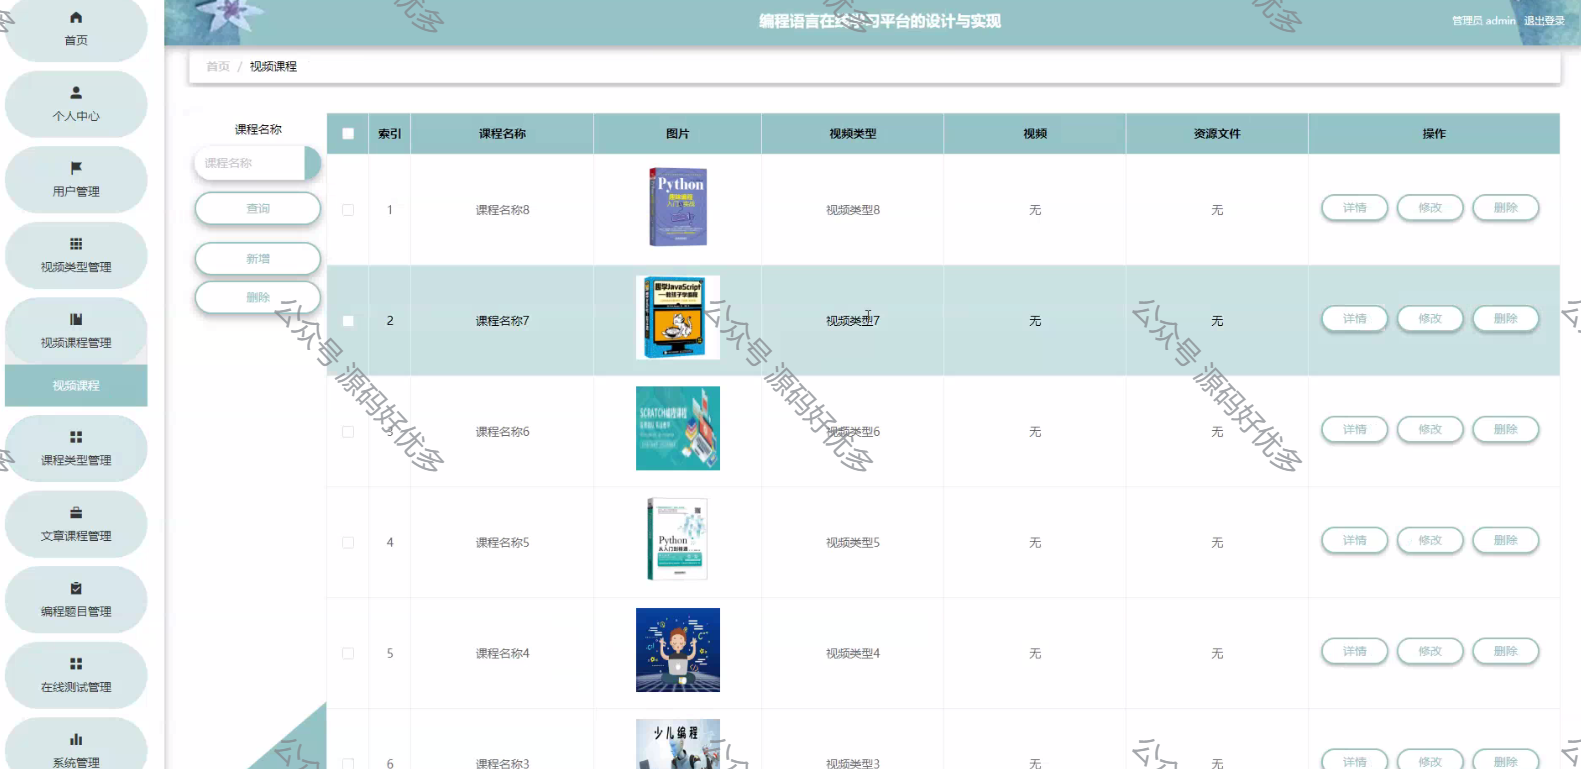 首页
个人中心
用户管理
视频类型管理
视频课程管理
视频课程
课程类型管理
文章课程管理
编程题目管理
在线测试管理
系统管理
编程语言在线学习平台的设计与实现
管理员 admin 退出登录
首页 / 视频课程
课程名称
课程名称
查询
新增
删除
索引 课程名称 图片 视频类型 视频 资源文件 操作
1 课程名称8 Python 视频类型8 无 无 详情 修改 删除
2 课程名称7 趣学JavaScript 视频类型7 无 无 详情 修改 删除
3 课程名称6 SCRATCH编程课程 视频类型6 无 无 详情 修改 删除
4 课程名称5 Python 视频类型5 无 无 详情 修改 删除
5 课程名称4 视频类型4 无 无 详情 修改 删除
6 课程名称3 少儿编程 视频类型3 无 无 详情 修改 删除
公众号 源码好优多
公众号 源码好优多
公众号 源码好优多